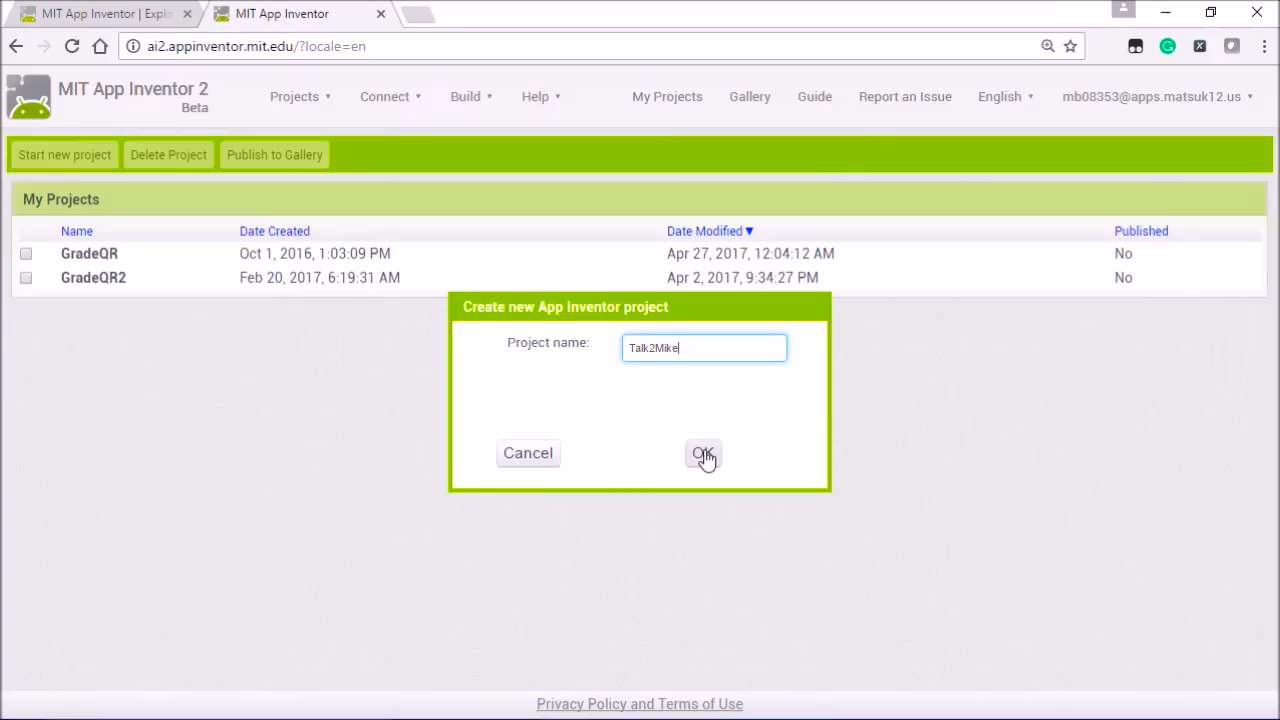 MIT App Inventor | Explo
MIT App Inventor
ai2.appinventor.mit.edu/?locale=en
MIT App Inventor 2
Beta
Projects Connect Build Help My Projects Gallery Guide Report an Issue English mb08353@apps.matsuk12.us
Start new project Delete Project Publish to Gallery
My Projects
Name Date Created Date Modified Published
GradeQR Oct 1, 2016, 1:03:09 PM Apr 27, 2017, 12:04:12 AM No
GradeQR2 Feb 20, 2017, 6:19:31 AM Apr 2, 2017, 9:34:27 PM No
Create new App Inventor project
Project name: Talk2Mike
Cancel OK
Privacy Policy and Terms of Use